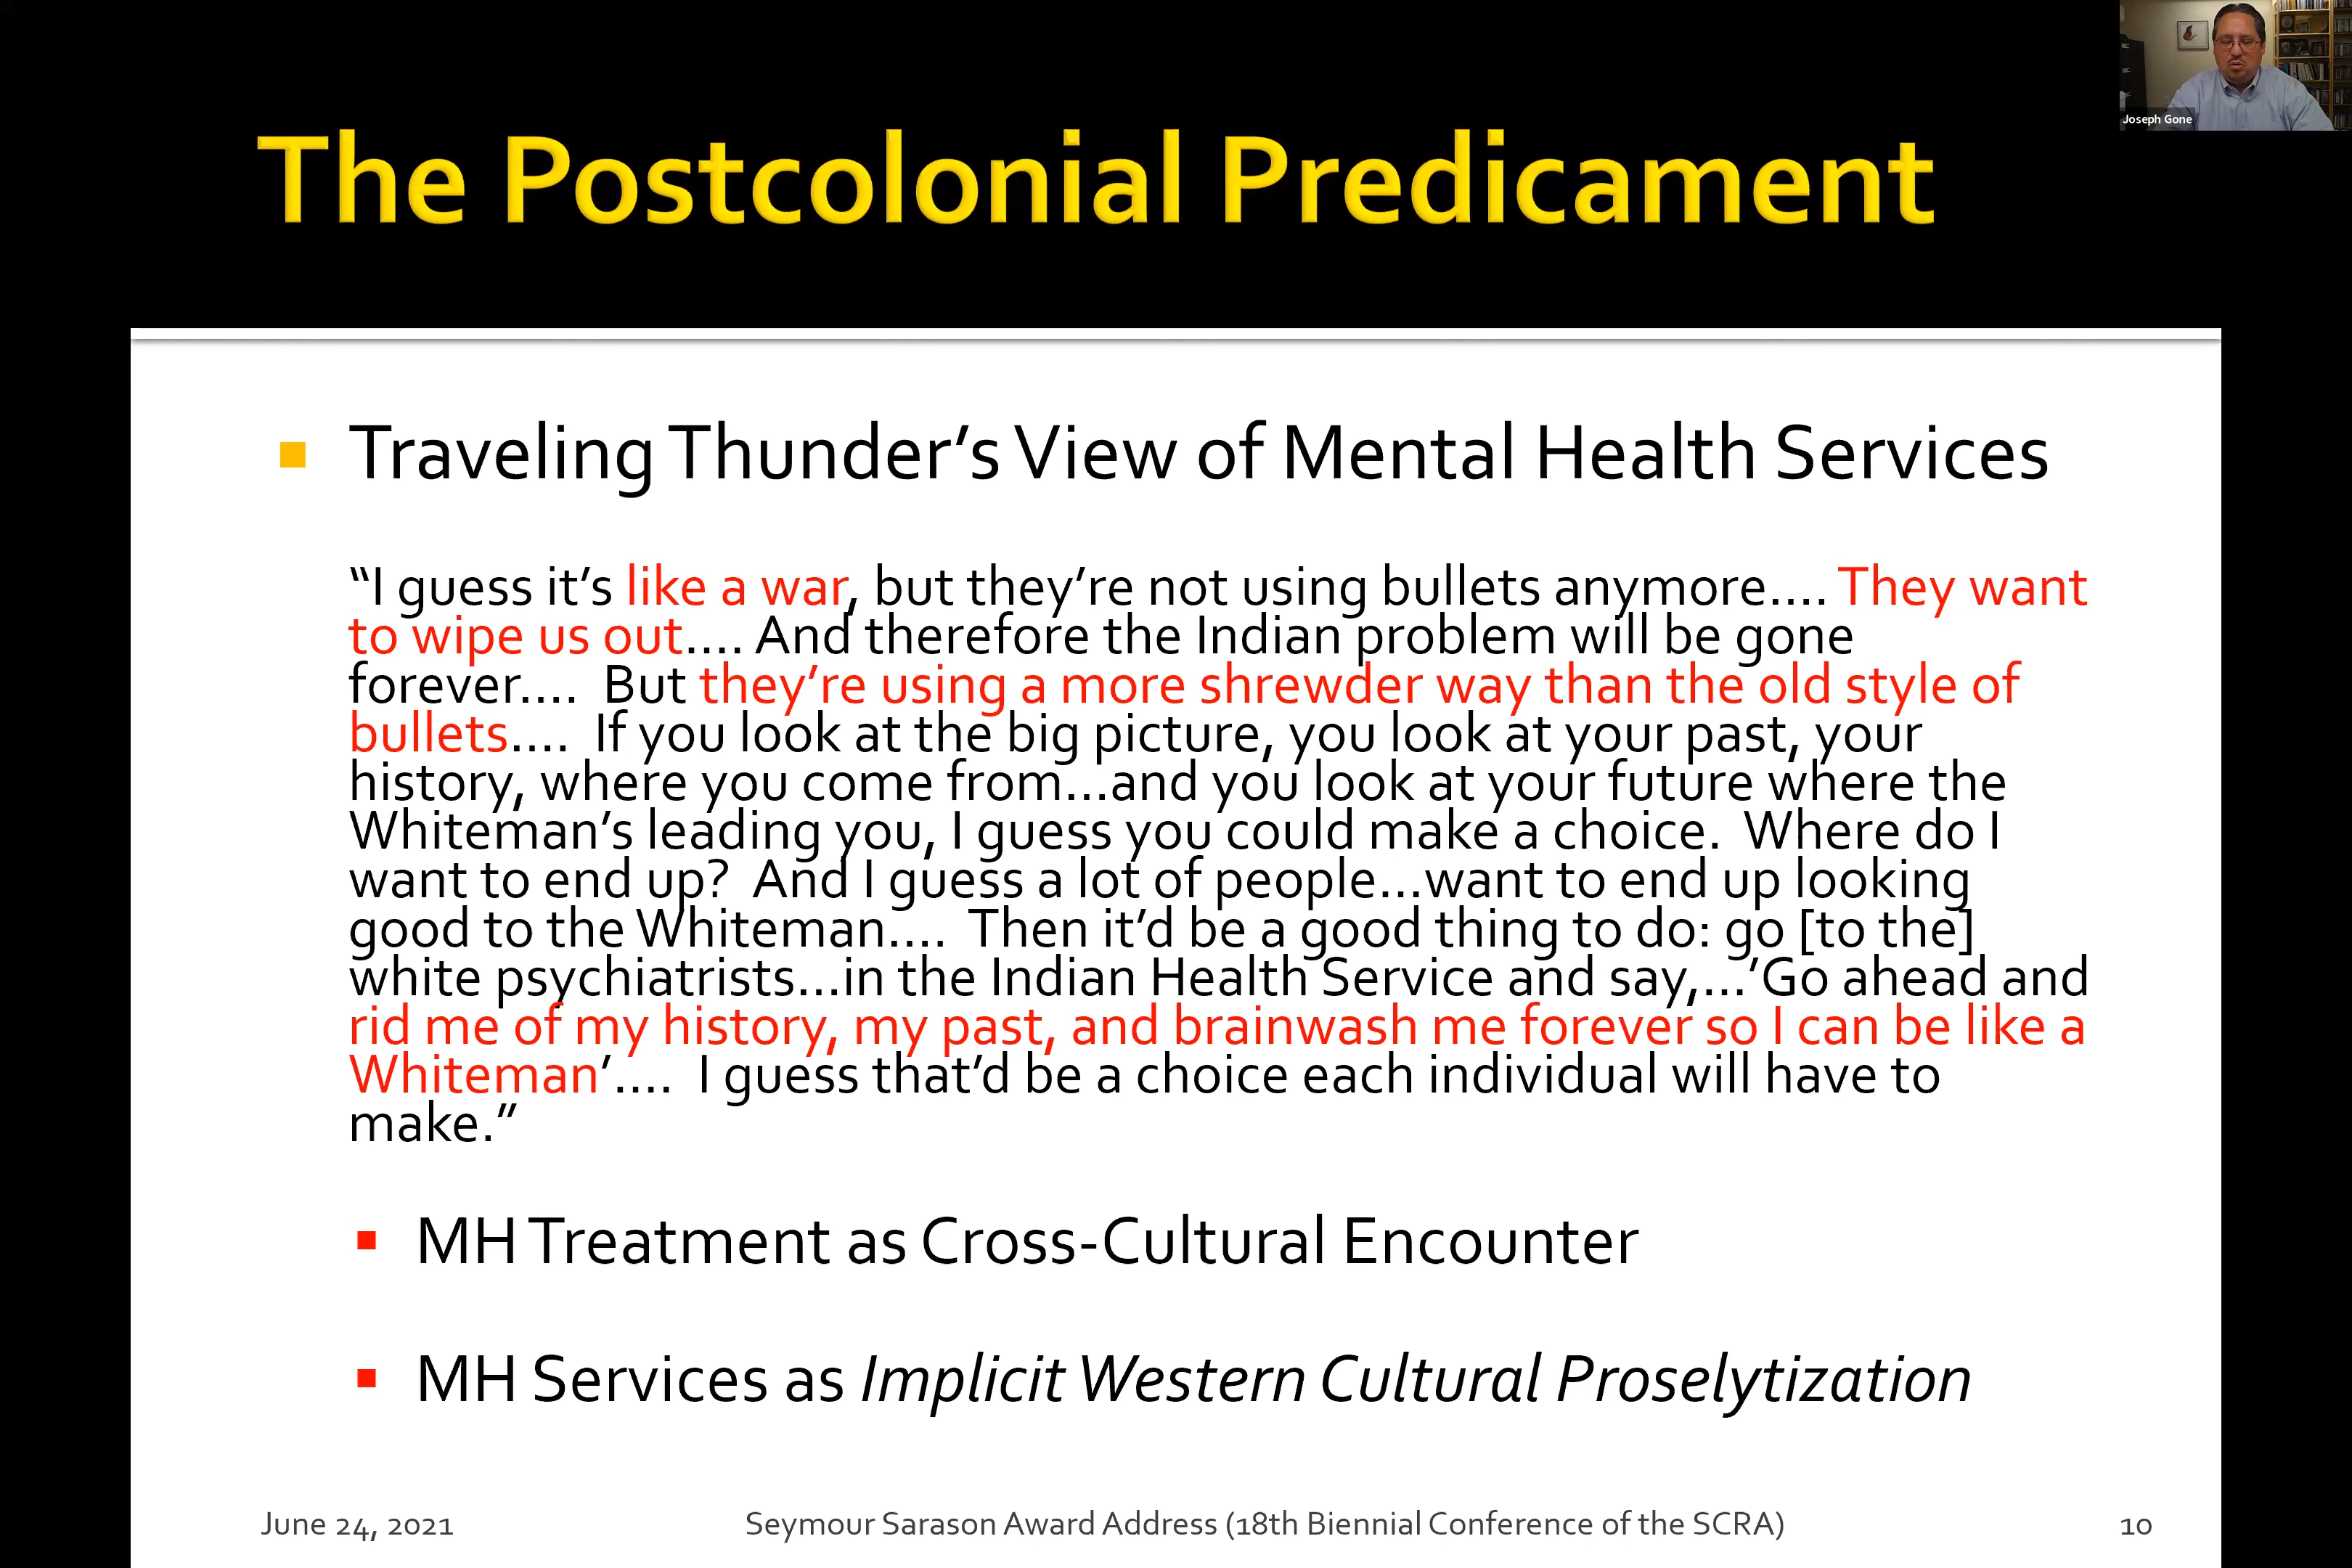 Joseph Gone
The Postcolonial Predicament
Traveling Thunder’s View of Mental Health Services
“I guess it’s like a war, but they’re not using bullets anymore.... They want
to wipe us out.... And therefore the Indian problem will be gone
forever.... But they’re using a more shrewder way than the old style of
bullets.... If you look at the big picture, you look at your past, your
history, where you come from...and you look at your future where the
Whiteman’s leading you, I guess you could make a choice. Where do I
want to end up? And I guess a lot of people...want to end up looking
good to the Whiteman.... Then it’d be a good thing to do: go [to the]
white psychiatrists...in the Indian Health Service and say,...’Go ahead and
rid me of my history, my past, and brainwash me forever so I can be like a
Whiteman’.... I guess that’d be a choice each individual will have to
make.”
MH Treatment as Cross-Cultural Encounter
MH Services as Implicit Western Cultural Proselytization
June 24, 2021 Seymour Sarason Award Address (18th Biennial Conference of the SCRA) 10